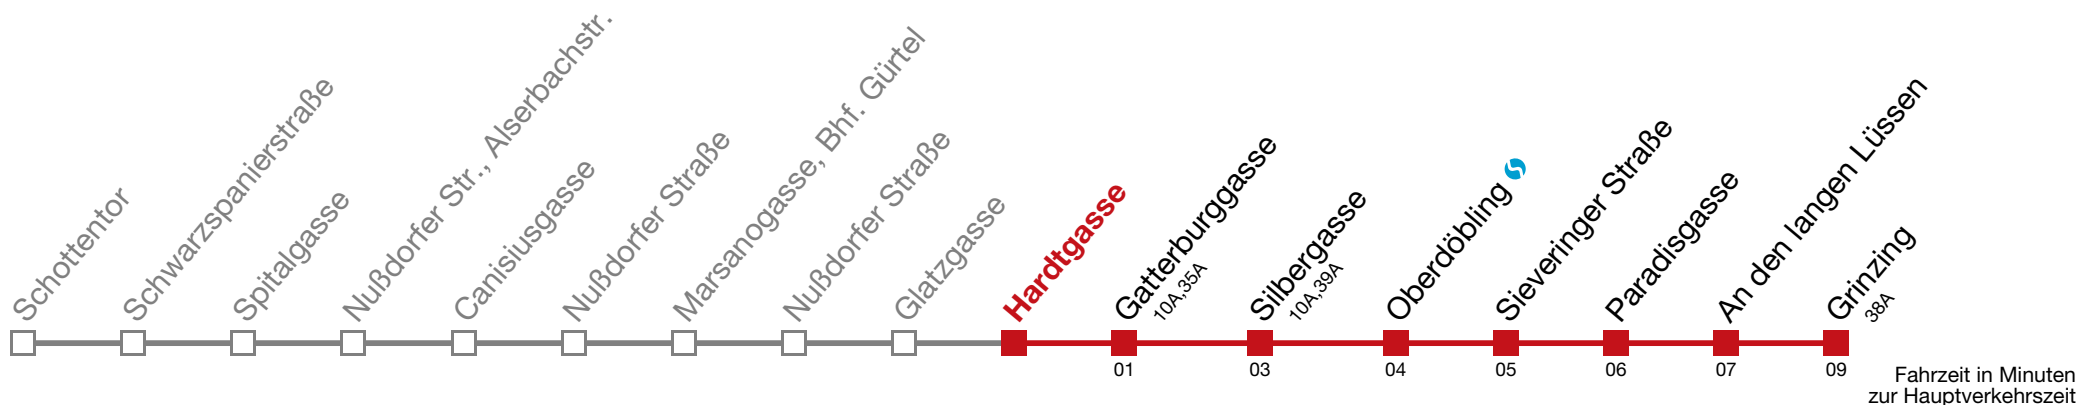 Schottentor
Schwarzspanierstraße
Spitalgasse
Nußdorfer Str., Alserbachstr.
Canisiusgasse
Nußdorfer Straße
Marsanogasse, Bhf. Gürtel
Nußdorfer Straße
Glatzgasse
Hardtgasse
Gatterburggasse
10A,35A
Silbergasse
10A,39A
Oberdöbling
Sieveringer Straße
Paradisgasse
An den langen Lüssen
Grinzing
38A
01 03 04 05 06 07 09
Fahrzeit in Minuten
zur Hauptverkehrszeit